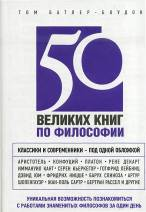 ТОМ БАТЛЕР-БОУДОН
50
ВЕЛИКИХ КНИГ
ПО ФИЛОСОФИИ
КЛАССИКИ И СОВРЕМЕННИКИ – ПОД ОДНОЙ ОБЛОЖКОЙ
АРИСТОТЕЛЬ • КОНФУЦИЙ • ПЛАТОН • РЕНЕ ДЕКАРТ
ИММАНУИЛ КАНТ • СЕРЕН КЬЕРКЕГОР • ГОТФРИД ЛЕЙБНИЦ
ДЭВИД ЮМ • ФРИДРИХ НИЦШЕ • БАРУХ СПИНОЗА • АРТУР
ШОПЕНГАУЭР • ЖАН-ПОЛЬ САРТР • БЕРТРАН РАССЕЛ И ДРУГИЕ
УНИКАЛЬНАЯ ВОЗМОЖНОСТЬ ПОЗНАКОМИТЬСЯ
С РАБОТАМИ ЗНАМЕНИТЫХ ФИЛОСОФОВ ЗА ОДИН ДЕНЬ